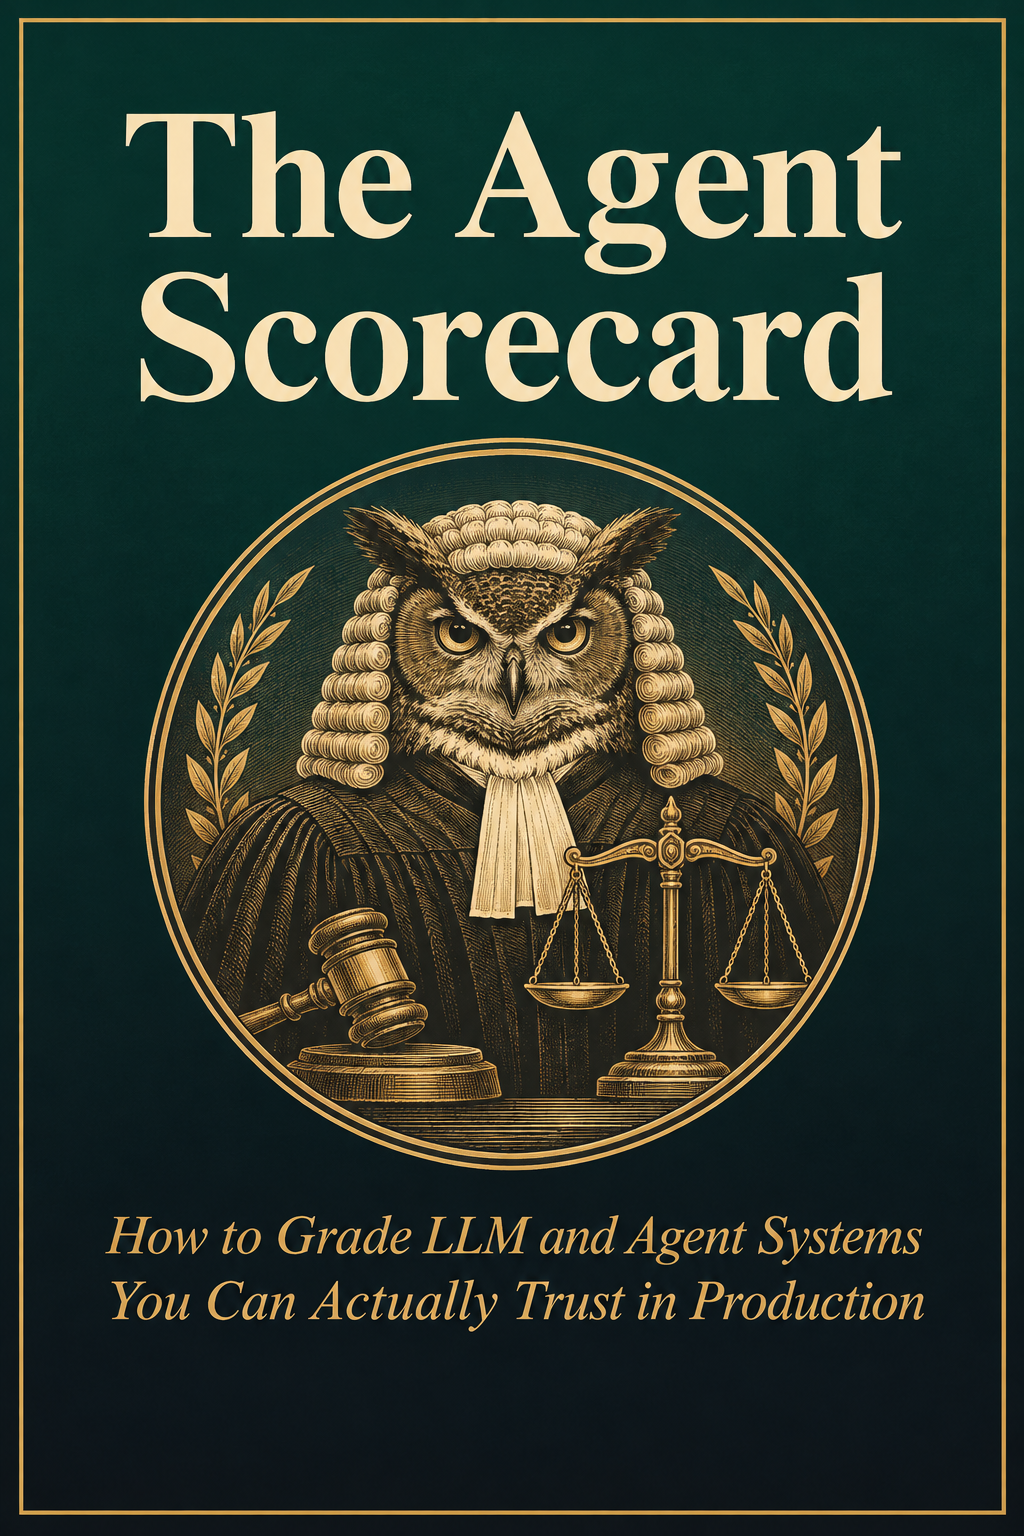 The Agent
Scorecard
How to Grade LLM and Agent Systems
You Can Actually Trust in Production